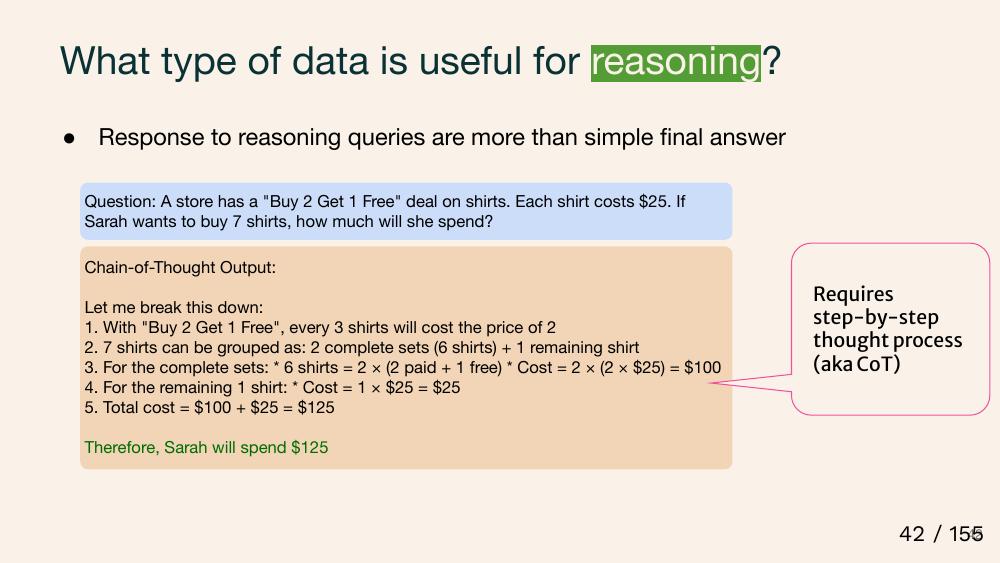 What type of data is useful for reasoning?
● Response to reasoning queries are more than simple final answer
Question: A store has a "Buy 2 Get 1 Free" deal on shirts. Each shirt costs $25. If
Sarah wants to buy 7 shirts, how much will she spend?
Chain-of-Thought Output:
Let me break this down:
1. With "Buy 2 Get 1 Free", every 3 shirts will cost the price of 2
2. 7 shirts can be grouped as: 2 complete sets (6 shirts) + 1 remaining shirt
3. For the complete sets: * 6 shirts = 2 × (2 paid + 1 free) * Cost = 2 × (2 × $25) = $100
4. For the remaining 1 shirt: * Cost = 1 × $25 = $25
5. Total cost = $100 + $25 = $125
Therefore, Sarah will spend $125
Requires
step-by-step
thought process
(aka CoT)
42 / 155